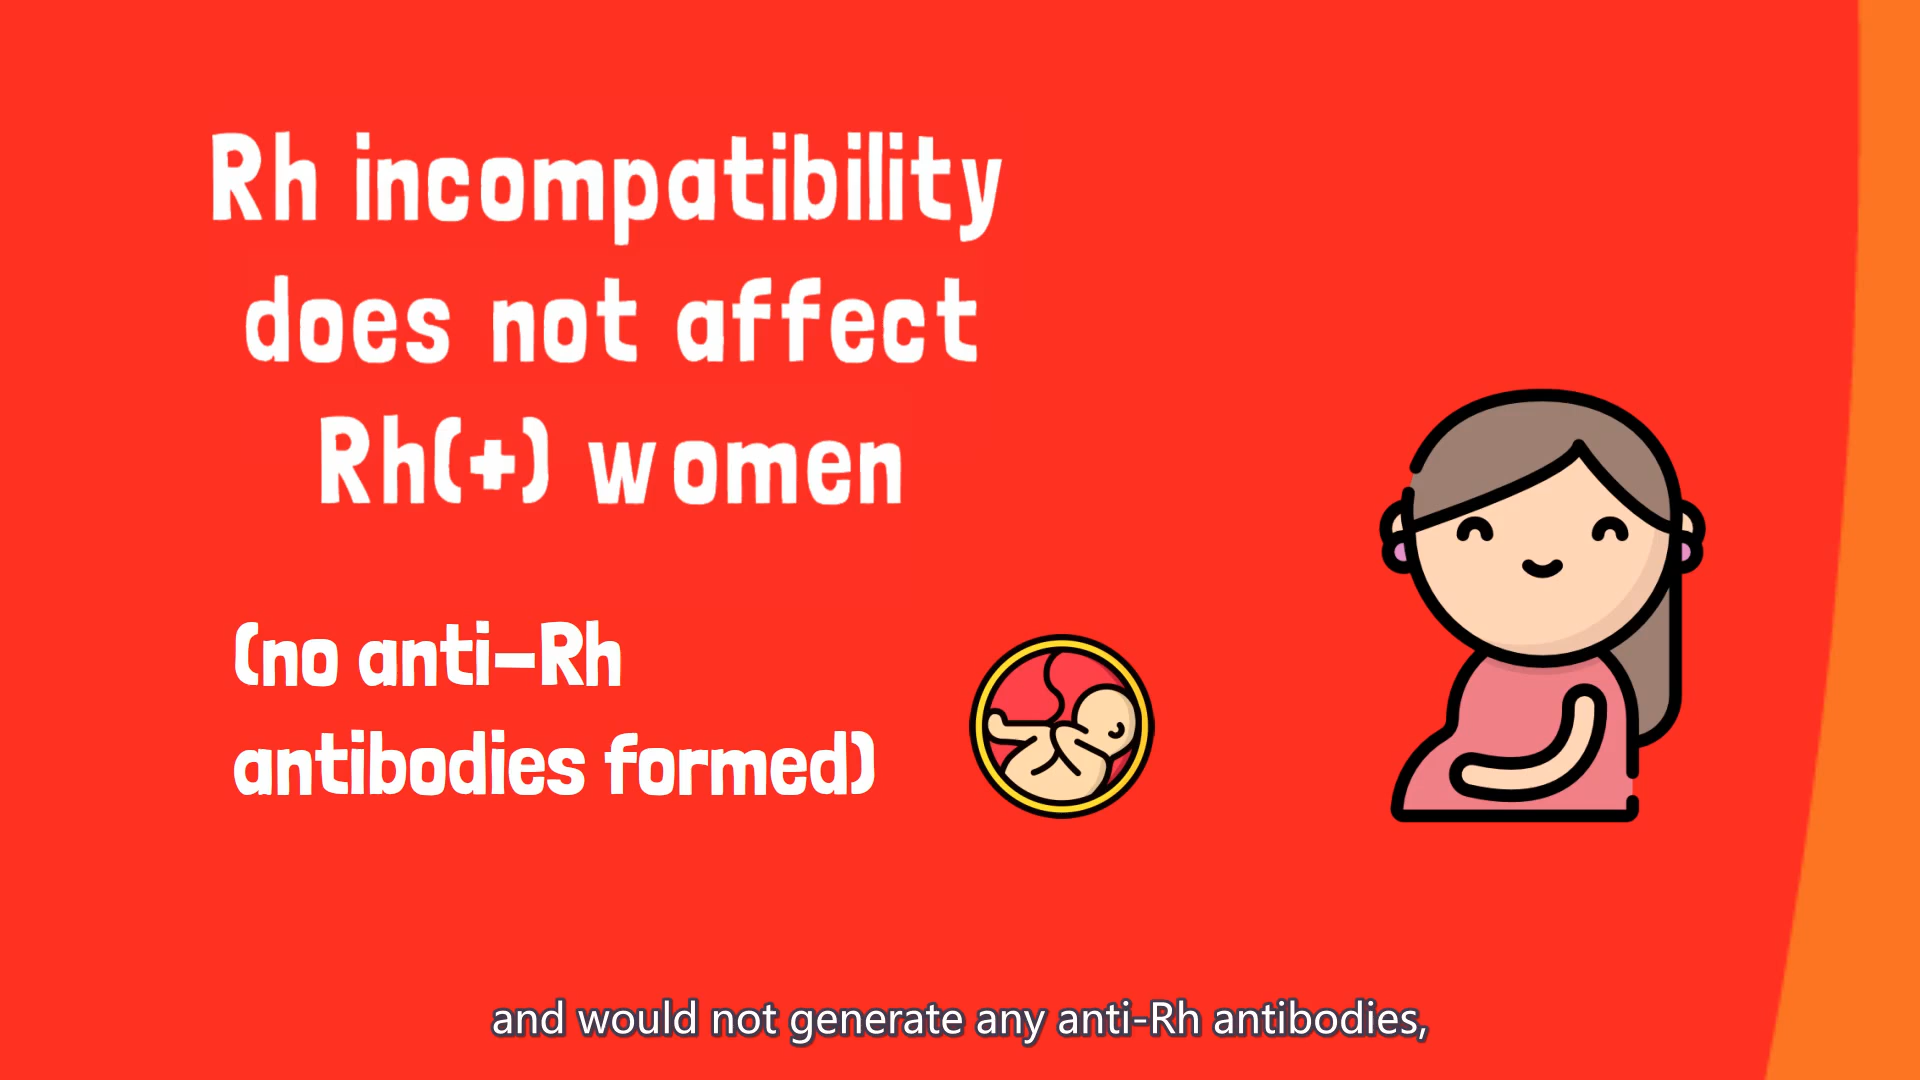 Rh incompatibility
does not affect
Rh(+) women
(no anti-Rh
antibodies formed)
and would not generate any anti-Rh antibodies,